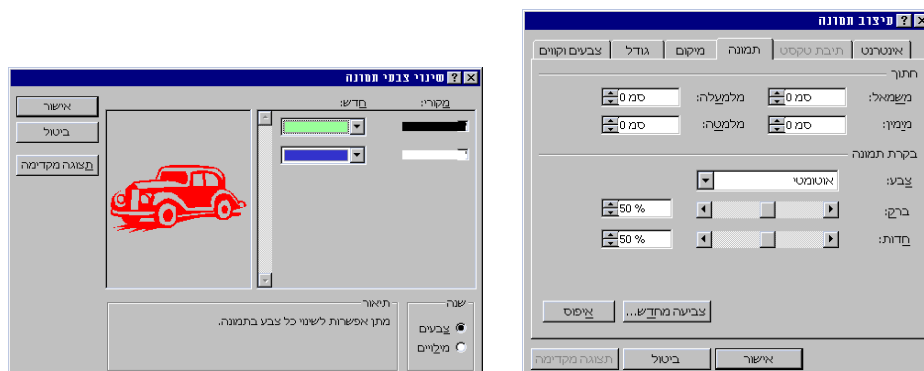 עיצוב תמונה
אינטרנט תיבת טקסט תמונה מיקום גודל צבעים וקווים
חתוך
משמאל: 0 סמ מלמעלה: 0 סמ
מימין: 0 סמ מלמטה: 0 סמ
בקרת תמונה
צבע: אוטומטי
ברק: 50 %
חדות: 50 %
צביעה מחדש... איפוס
אישור ביטול תצוגה מקדימה
שינוי צבעי תמונה
מקורי: חדש:
אישור
ביטול
תצוגה מקדימה
שנה
צבעים
מילויים
תיאור
מתן אפשרות לשינוי כל צבע בתמונה.